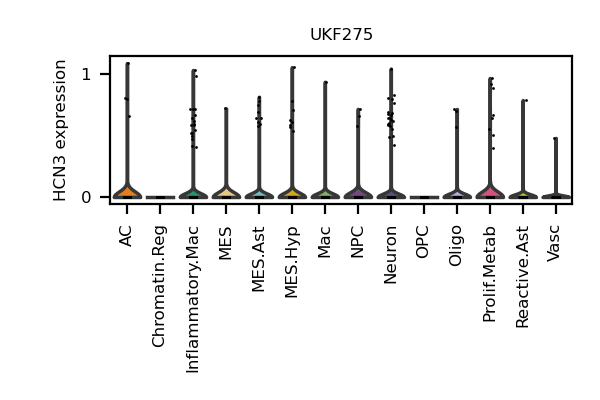 UKF275
HCN3 expression
1
0
AC
Chromatin.Reg
Inflammatory.Mac
MES
MES.Ast
MES.Hyp
Mac
NPC
Neuron
OPC
Oligo
Prolif.Metab
Reactive.Ast
Vasc